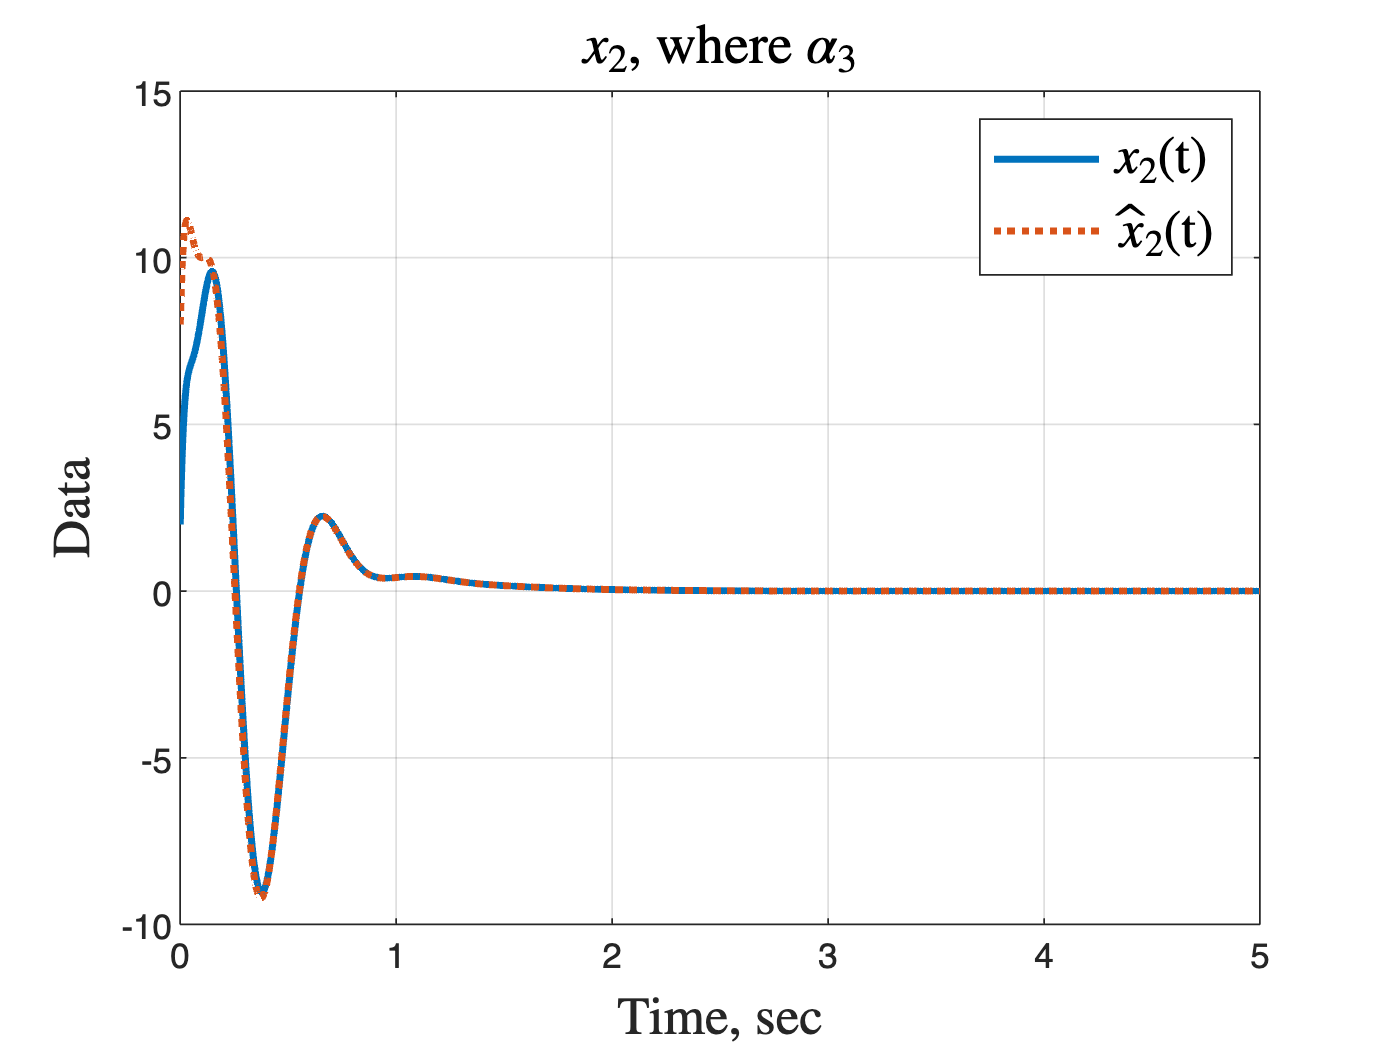 x₂, where α₃
15
10
5
0
-5
-10
Data
x₂(t)
x̂₂(t)
0 1 2 3 4 5
Time, sec